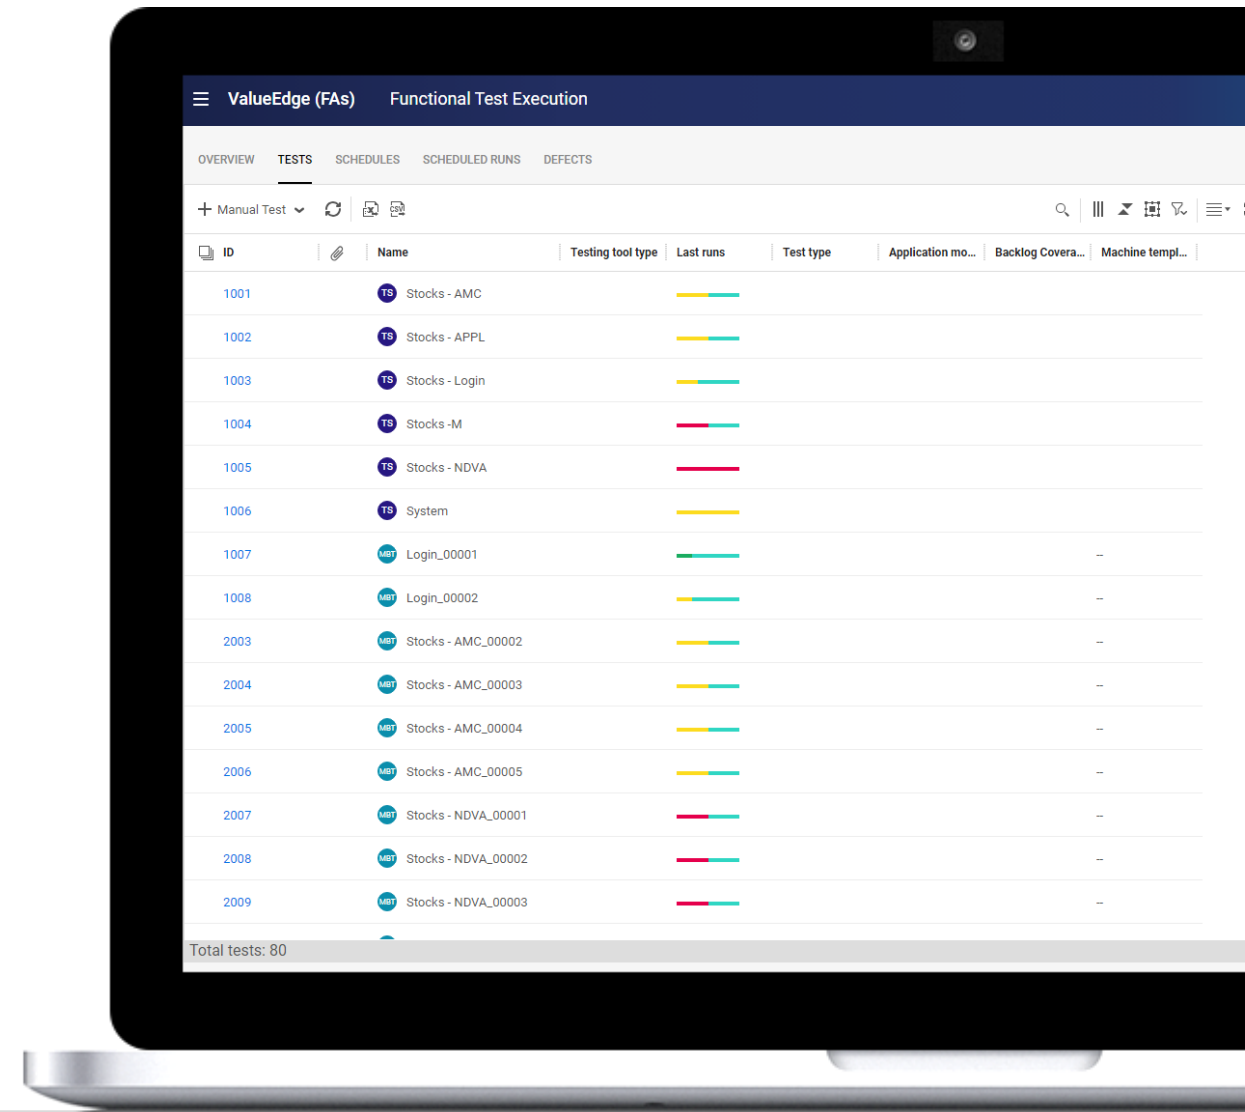 ValueEdge (FAs) Functional Test Execution
OVERVIEW TESTS SCHEDULES SCHEDULED RUNS DEFECTS
Manual Test CSV
ID Name Testing tool type Last runs Test type Application mo... Backlog Covera... Machine templ...
1001 TS Stocks - AMC
1002 TS Stocks - APPL
1003 TS Stocks - Login
1004 TS Stocks -M
1005 TS Stocks - NDVA
1006 TS System
1007 MBT Login_00001 --
1008 MBT Login_00002 --
2003 MBT Stocks - AMC_00002 --
2004 MBT Stocks - AMC_00003 --
2005 MBT Stocks - AMC_00004 --
2006 MBT Stocks - AMC_00005 --
2007 MBT Stocks - NDVA_00001 --
2008 MBT Stocks - NDVA_00002 --
2009 MBT Stocks - NDVA_00003 --
Total tests: 80